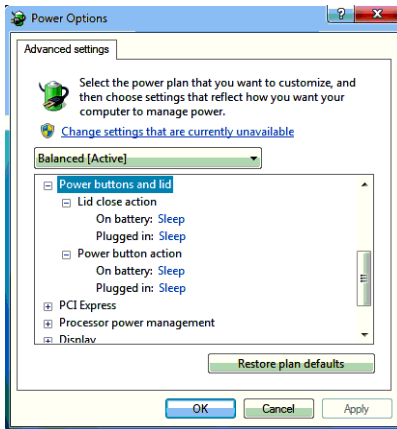 Power Options
Advanced settings
Select the power plan that you want to customize, and
then choose settings that reflect how you want your
computer to manage power.
Change settings that are currently unavailable
Balanced [Active]
Power buttons and lid
Lid close action
On battery: Sleep
Plugged in: Sleep
Power button action
On battery: Sleep
Plugged in: Sleep
PCI Express
Processor power management
Display
Restore plan defaults
OK Cancel Apply